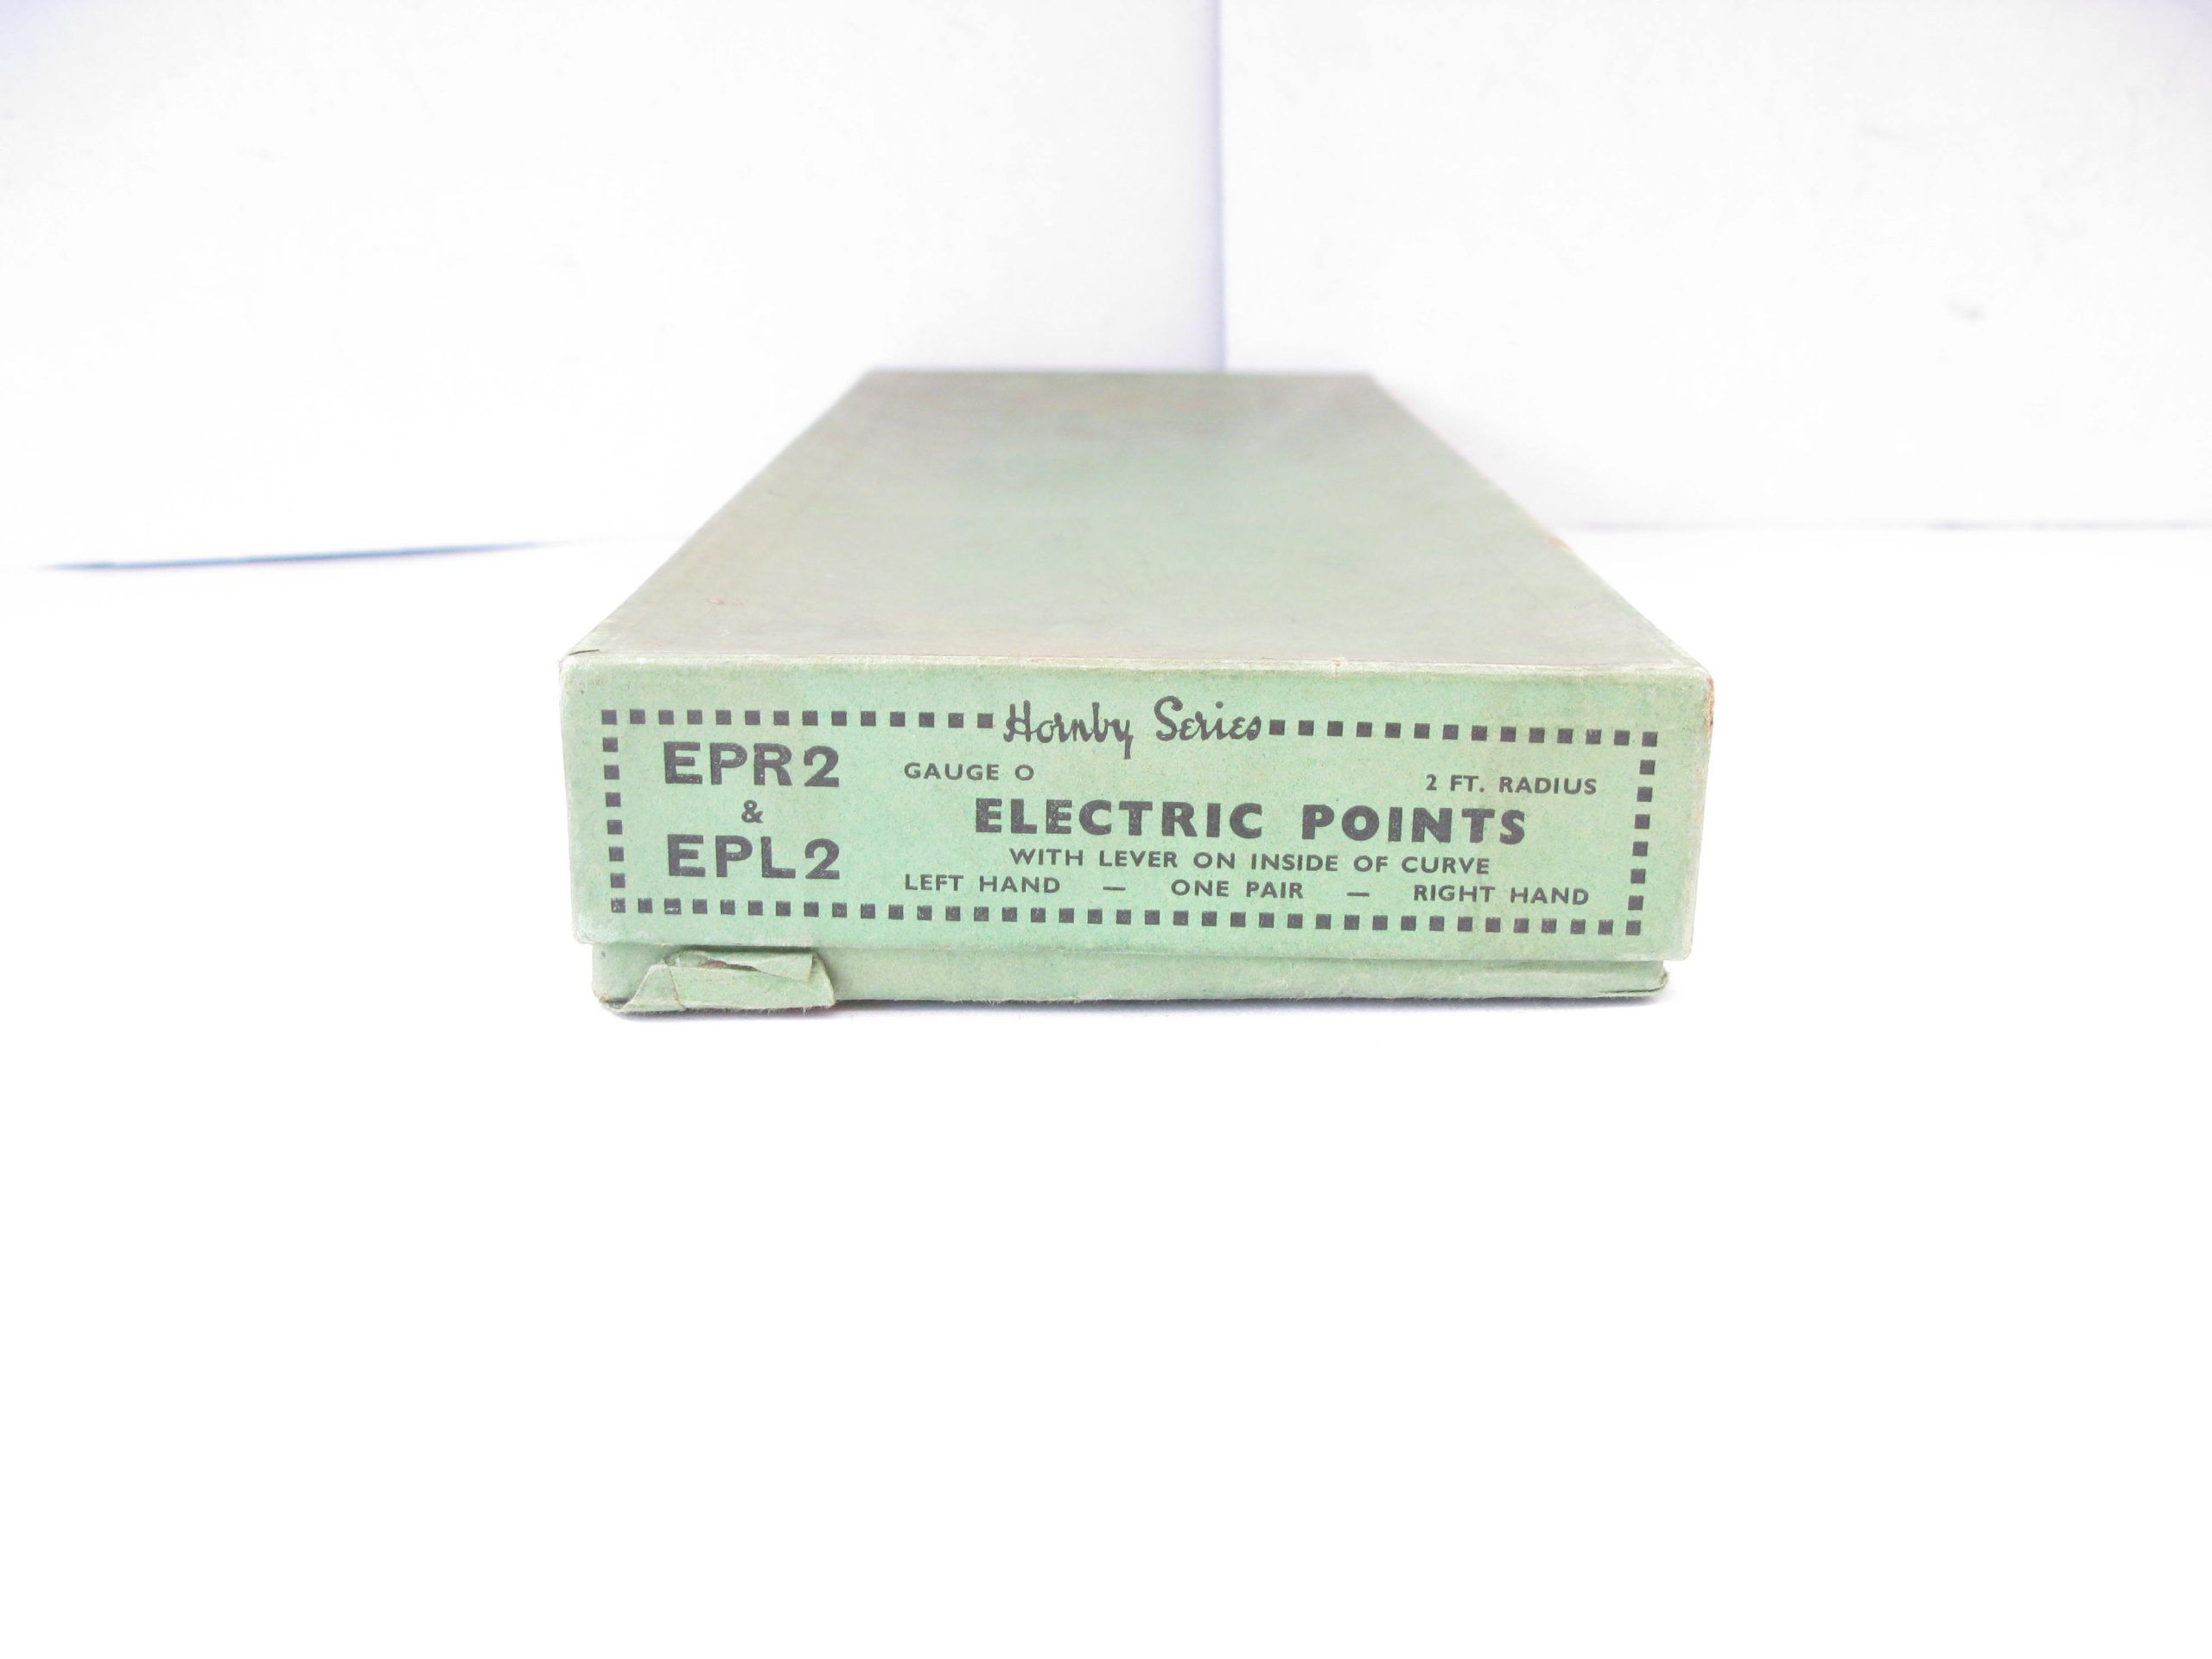 Hornby Series
EPR2
&
EPL2
GAUGE O 2 FT. RADIUS
ELECTRIC POINTS
WITH LEVER ON INSIDE OF CURVE
LEFT HAND — ONE PAIR — RIGHT HAND